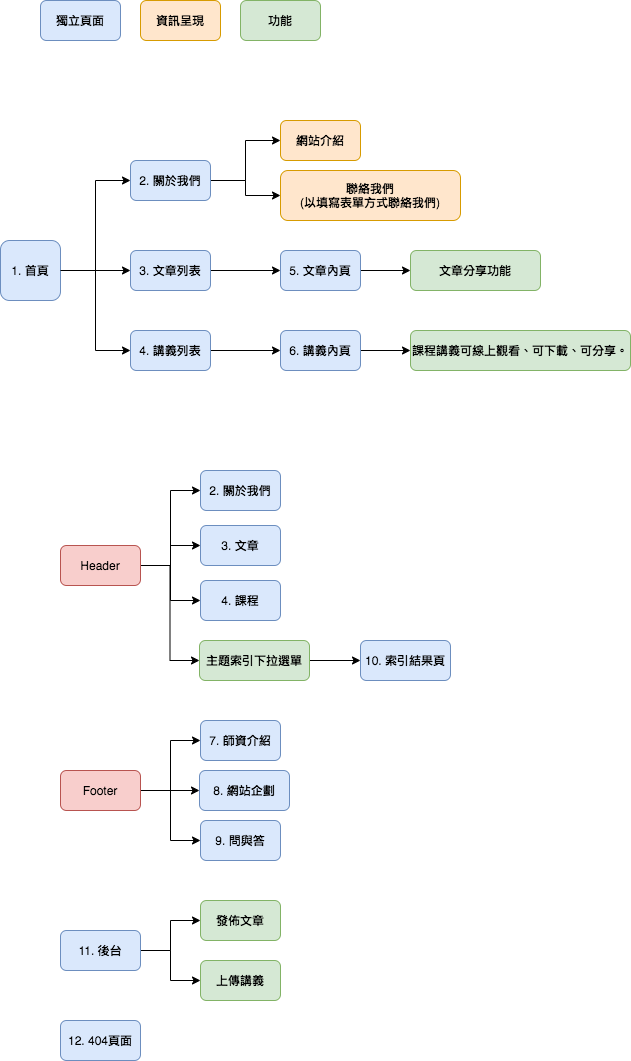 獨立頁面
資訊呈現
功能
網站介紹
2. 關於我們
聯絡我們
(以填寫表單方式聯絡我們)
1. 首頁
3. 文章列表
5. 文章內頁
文章分享功能
4. 講義列表
6. 講義內頁
課程講義可線上觀看、可下載、可分享。
2. 關於我們
3. 文章
Header
4. 課程
主題索引下拉選單
10. 索引結果頁
7. 師資介紹
Footer
8. 網站企劃
9. 問與答
發佈文章
11. 後台
上傳講義
12. 404頁面